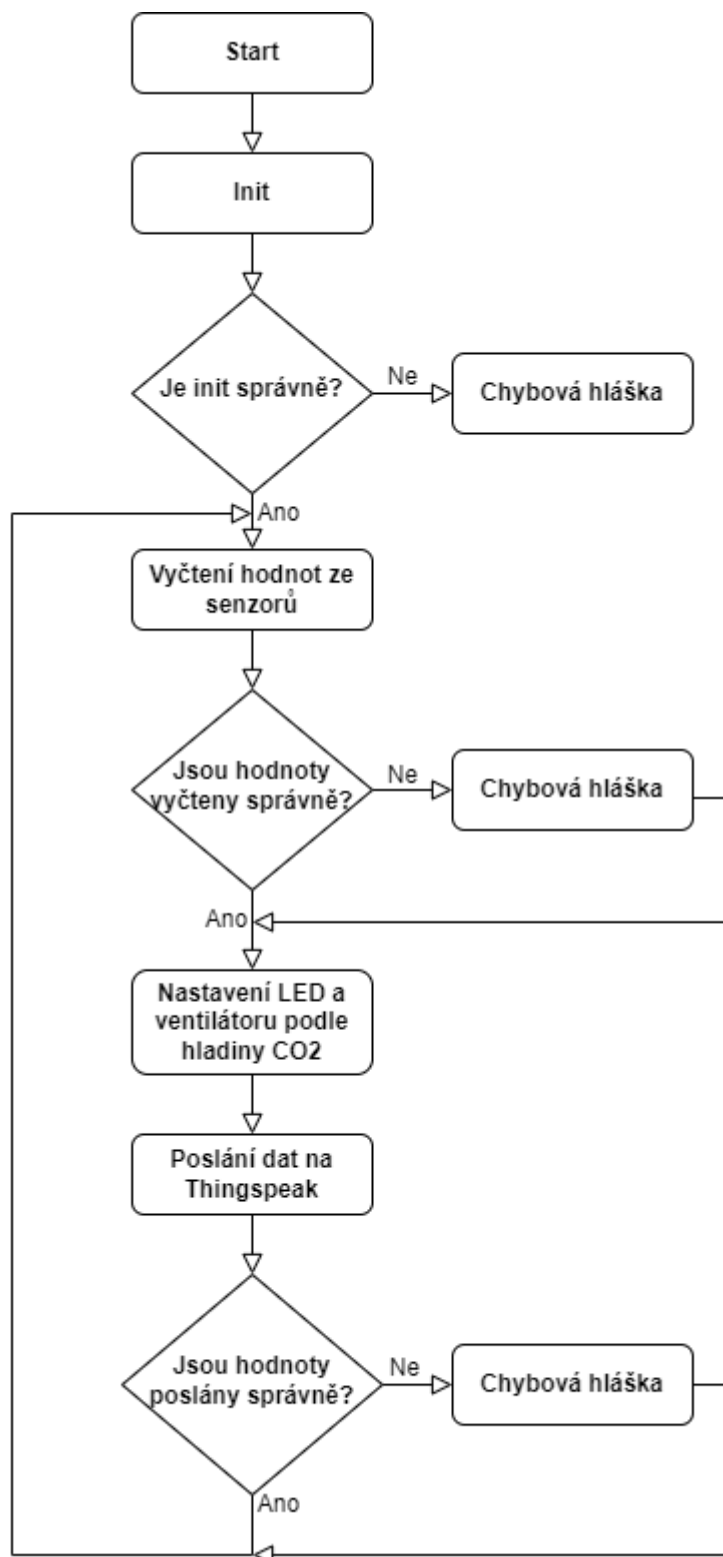 Start
Init
Je init správně?
Ne
Chybová hláška
Ano
Vyčtení hodnot ze
senzorů
Jsou hodnoty
vyčteny správně?
Ne
Chybová hláška
Ano
Nastavení LED a
ventilátoru podle
hladiny CO2
Poslání dat na
Thingspeak
Jsou hodnoty
poslány správně?
Ne
Chybová hláška
Ano